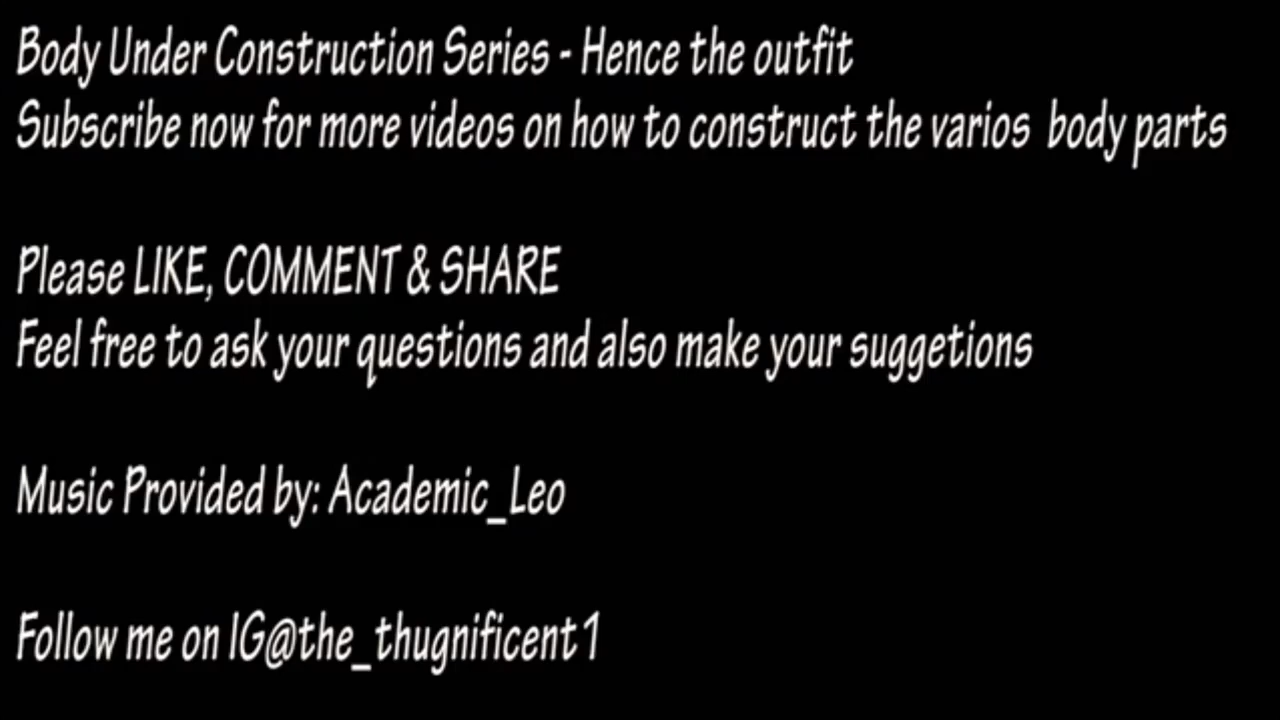 Body Under Construction Series - Hence the outfit
Subscribe now for more videos on how to construct the varios body parts
Please LIKE, COMMENT & SHARE
Feel free to ask your questions and also make your suggetions
Music Provided by: Academic_Leo
Follow me on IG@the_thugnificent1